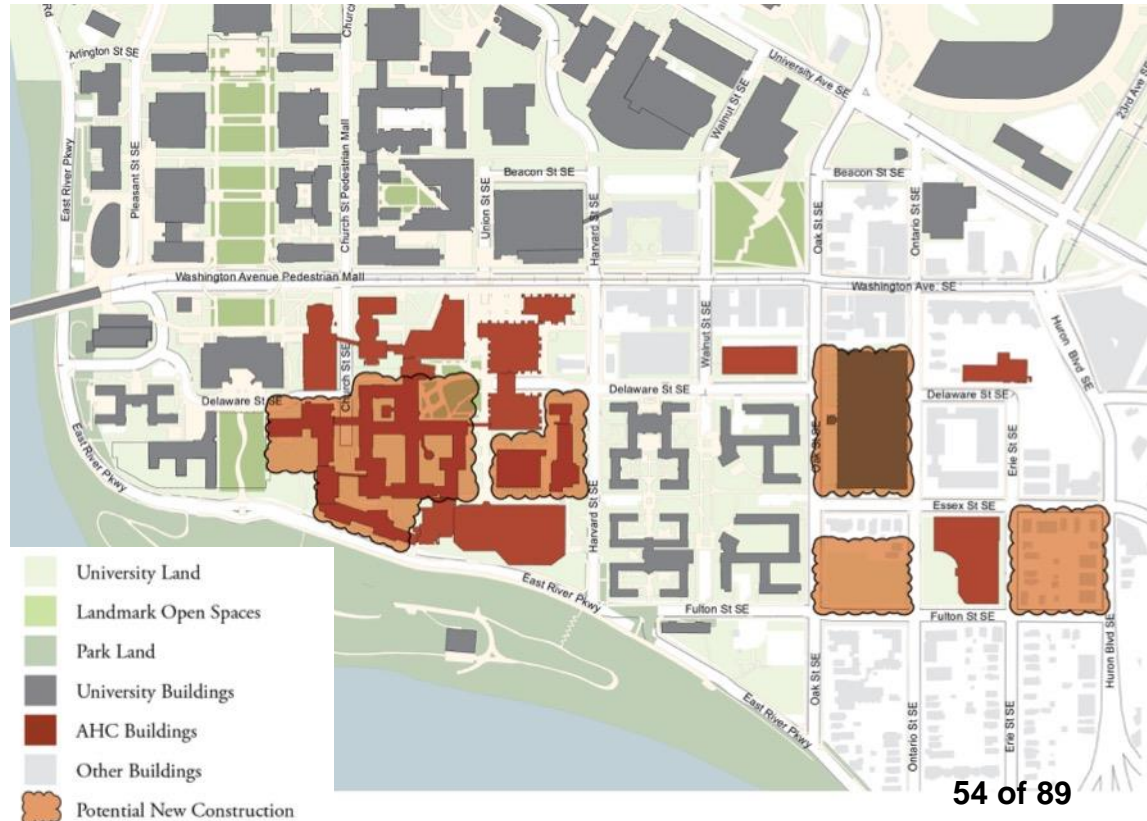 Rd
Arlington St SE
East River Pkwy
Pleasant St SE
Church
Church St Pedestrian Mall
University Ave SE
Walnut St SE
23rd Ave SE
Beacon St SE
Beacon St SE
Union St SE
Harvard St SE
Oak St SE
Ontario St SE
Washington Avenue Pedestrian Mall
Washington Ave. SE
Huron Blvd SE
Church St SE
Walnut St SE
Delaware St SE
Delaware St SE
Delaware St SE
East River Pkwy
Oak St SE
Erie St SE
Essex St SE
Harvard St SE
East River Pkwy
Fulton St SE
Fulton St SE
Huron Blvd SE
Oak St SE
Ontario St SE
Erie St SE
East River Pkwy
University Land
Landmark Open Spaces
Park Land
University Buildings
AHC Buildings
Other Buildings
Potential New Construction
54 of 89